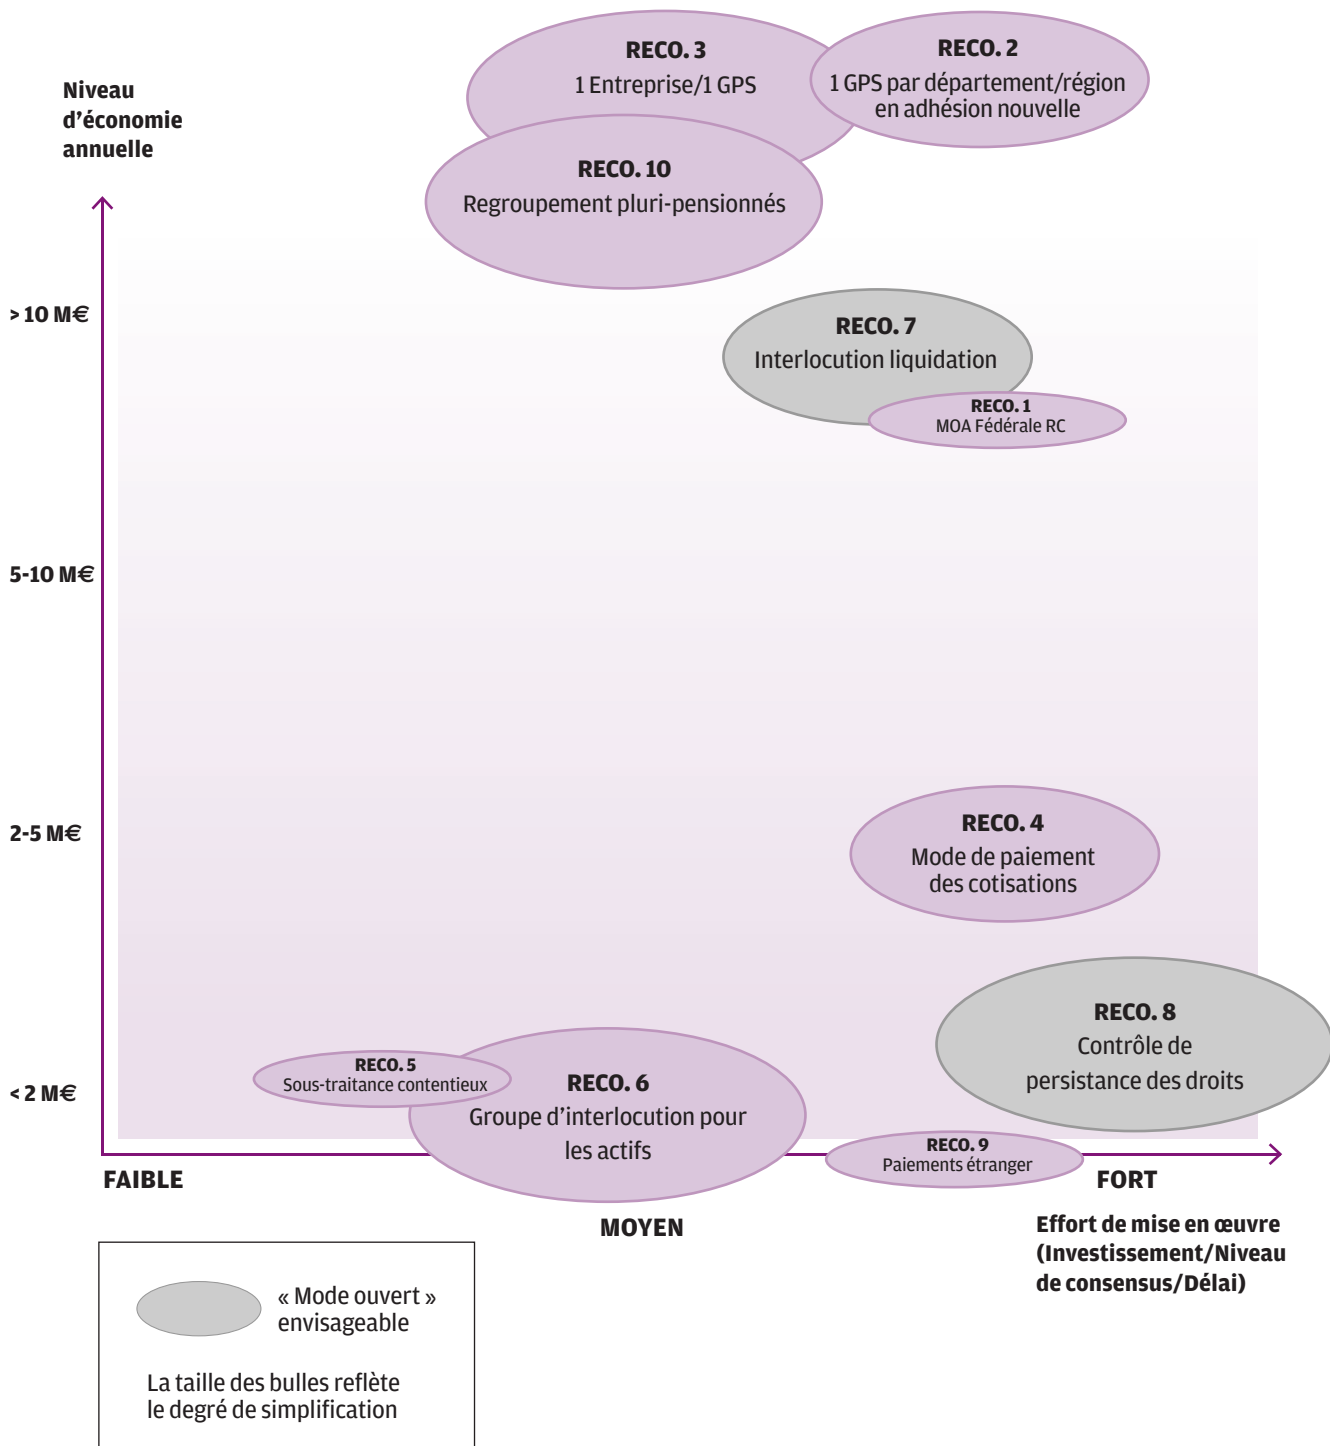 Niveau
d’économie
annuelle
RECO. 3
1 Entreprise/1 GPS
RECO. 2
1 GPS par département/région
en adhésion nouvelle
RECO. 10
Regroupement pluri-pensionnés
> 10 M€
RECO. 7
Interlocution liquidation
RECO. 1
MOA Fédérale RC
5-10 M€
2-5 M€
RECO. 4
Mode de paiement
des cotisations
RECO. 8
Contrôle de
persistance des droits
< 2 M€
RECO. 5
Sous-traitance contentieux
RECO. 6
Groupe d’interlocution pour
les actifs
RECO. 9
Paiements étranger
FAIBLE
MOYEN
FORT
Effort de mise en œuvre
(Investissement/Niveau
de consensus/Délai)
« Mode ouvert »
envisageable
La taille des bulles reflète
le degré de simplification